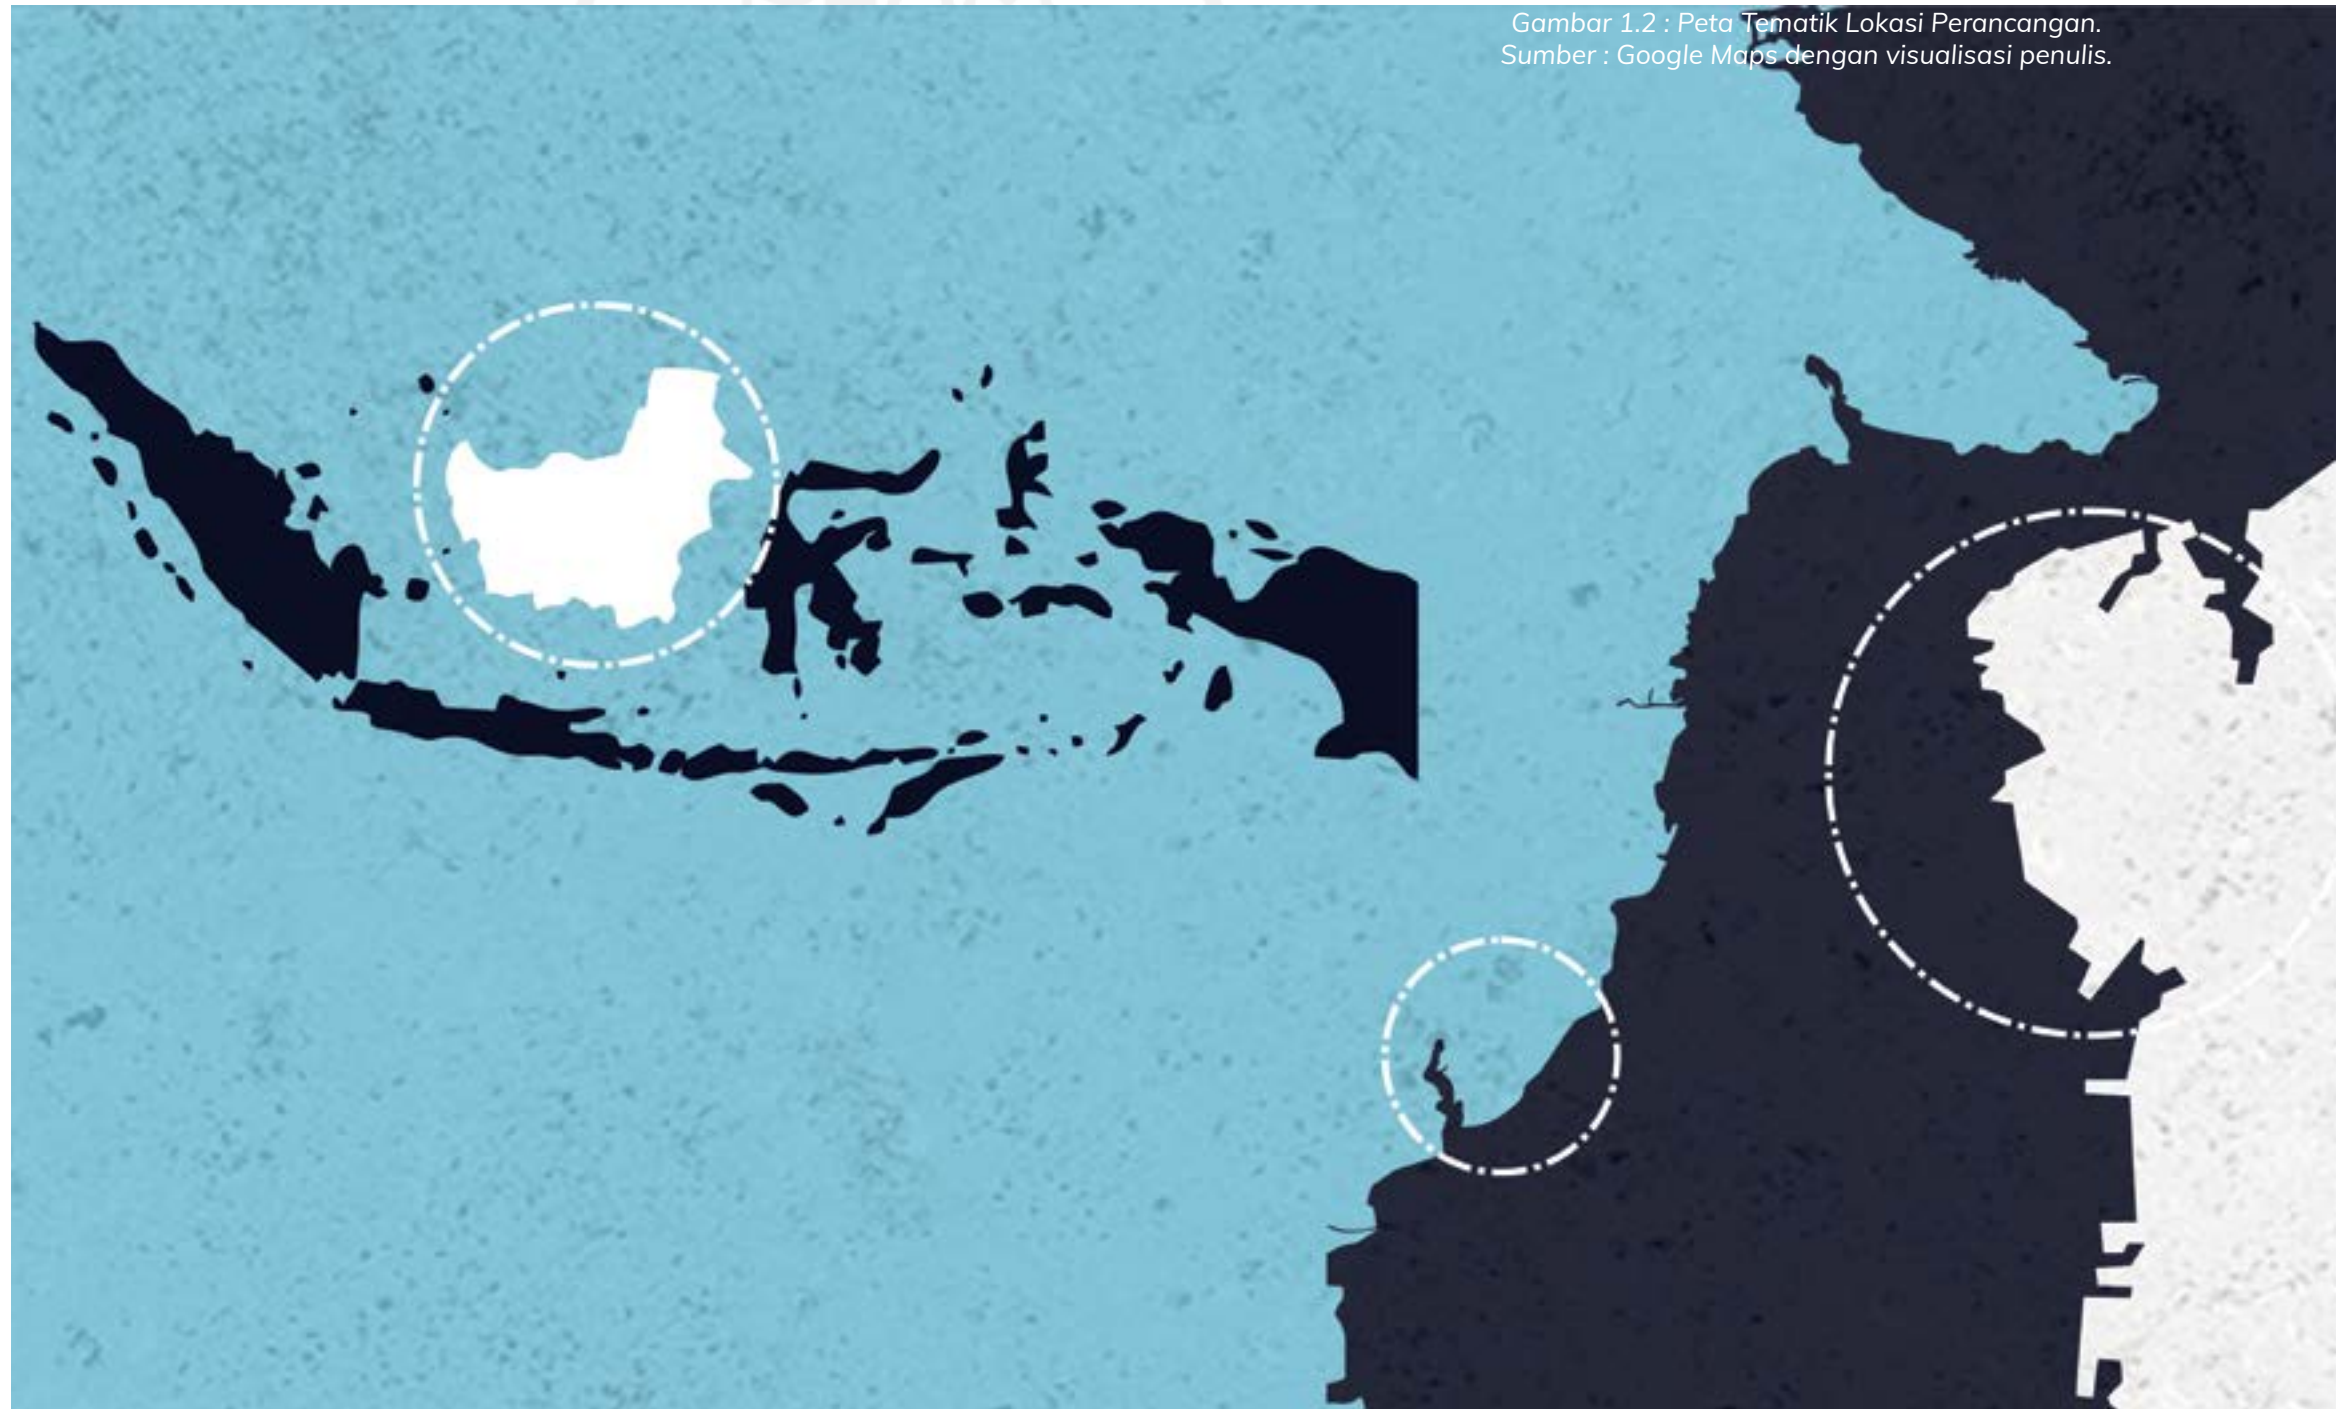 Gambar 1.2 : Peta Tematik Lokasi Perancangan.
Sumber : Google Maps dengan visualisasi penulis.